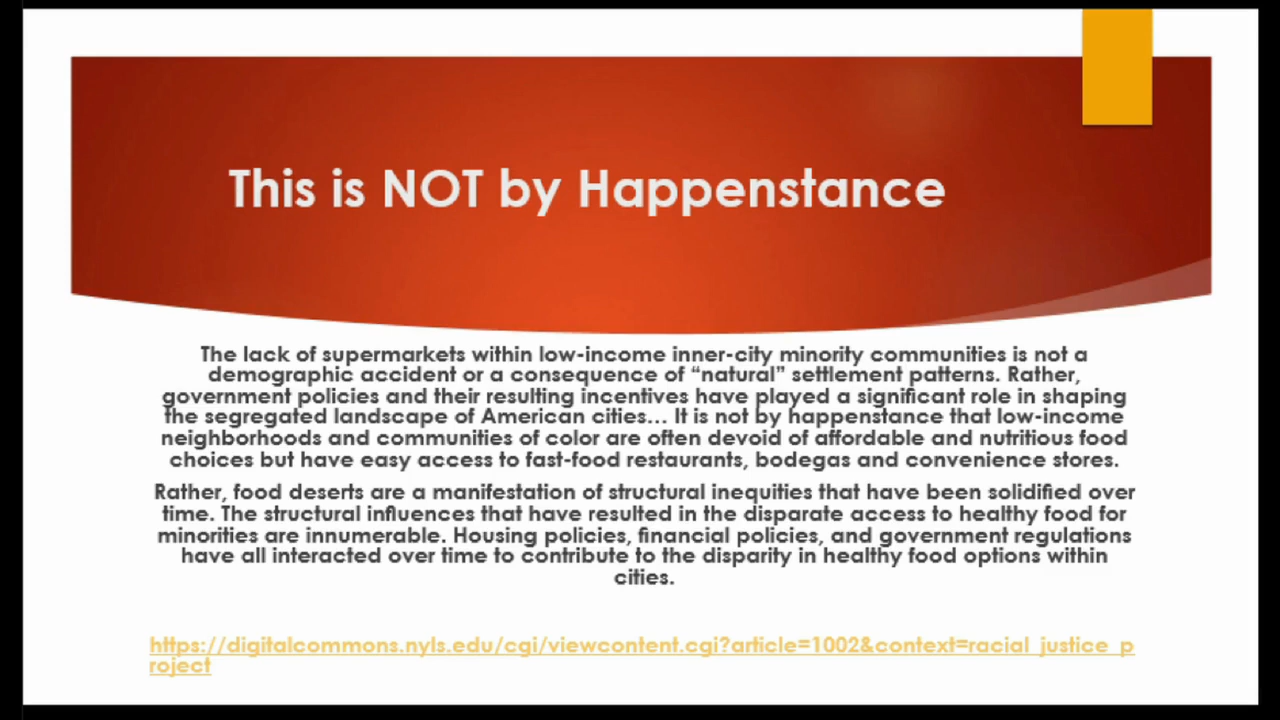 This is NOT by Happenstance
The lack of supermarkets within low-income inner-city minority communities is not a
demographic accident or a consequence of “natural” settlement patterns. Rather,
government policies and their resulting incentives have played a significant role in shaping
the segregated landscape of American cities... It is not by happenstance that low-income
neighborhoods and communities of color are often devoid of affordable and nutritious food
choices but have easy access to fast-food restaurants, bodegas and convenience stores.
Rather, food deserts are a manifestation of structural inequities that have been solidified over
time. The structural influences that have resulted in the disparate access to healthy food for
minorities are innumerable. Housing policies, financial policies, and government regulations
have all interacted over time to contribute to the disparity in healthy food options within
cities.
https://digitalcommons.nyls.edu/cgi/viewcontent.cgi?article=1002&context=racial_justice_p
roject